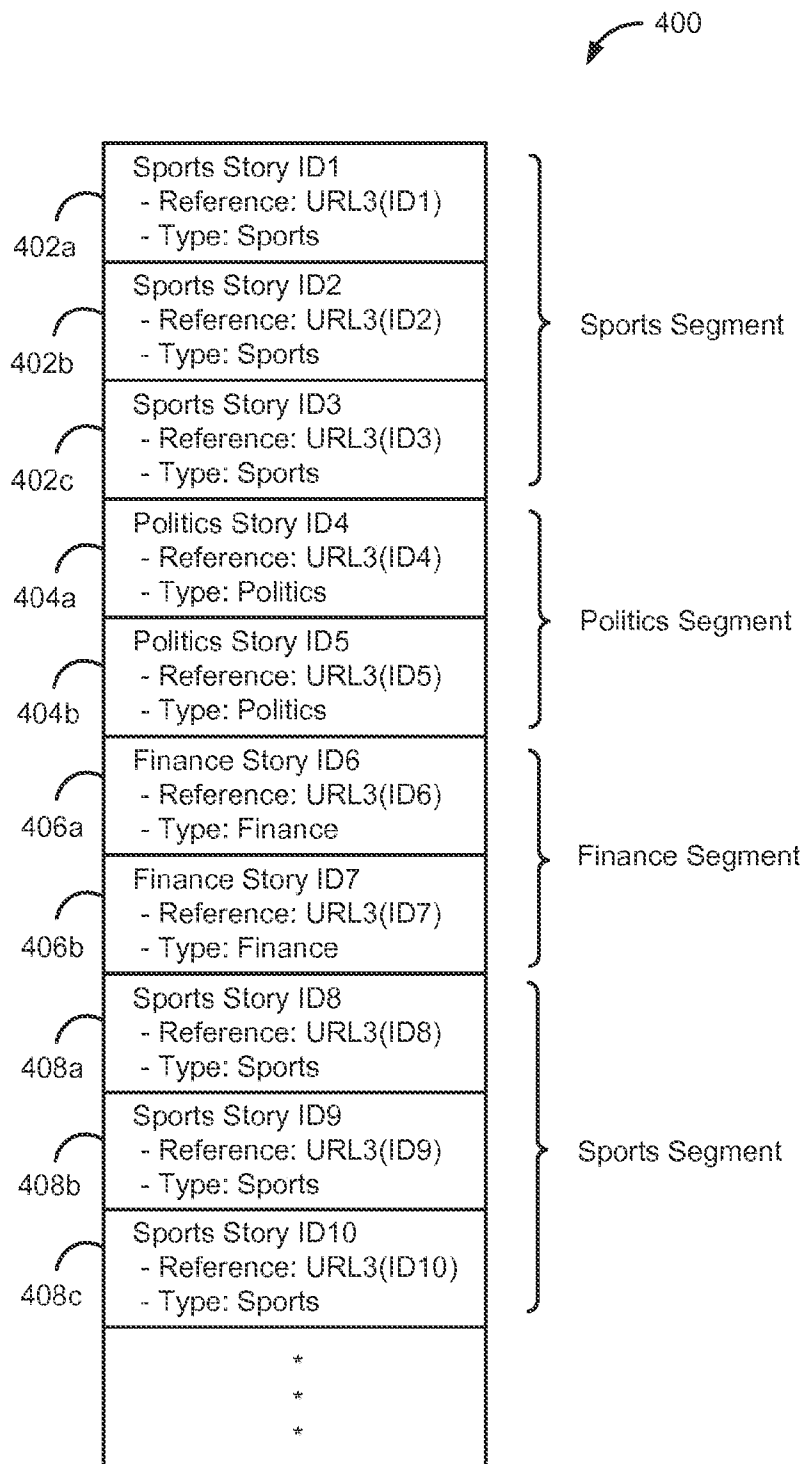 400
Sports Story ID1
- Reference: URL3(ID1)
- Type: Sports
402a
Sports Story ID2
- Reference: URL3(ID2)
- Type: Sports
402b
Sports Segment
Sports Story ID3
- Reference: URL3(ID3)
- Type: Sports
402c
Politics Story ID4
- Reference: URL3(ID4)
- Type: Politics
404a
Politics Segment
Politics Story ID5
- Reference: URL3(ID5)
- Type: Politics
404b
Finance Story ID6
- Reference: URL3(ID6)
- Type: Finance
406a
Finance Segment
Finance Story ID7
- Reference: URL3(ID7)
- Type: Finance
406b
Sports Story ID8
- Reference: URL3(ID8)
- Type: Sports
408a
Sports Story ID9
- Reference: URL3(ID9)
- Type: Sports
408b
Sports Segment
Sports Story ID10
- Reference: URL3(ID10)
- Type: Sports
408c
*
*
*